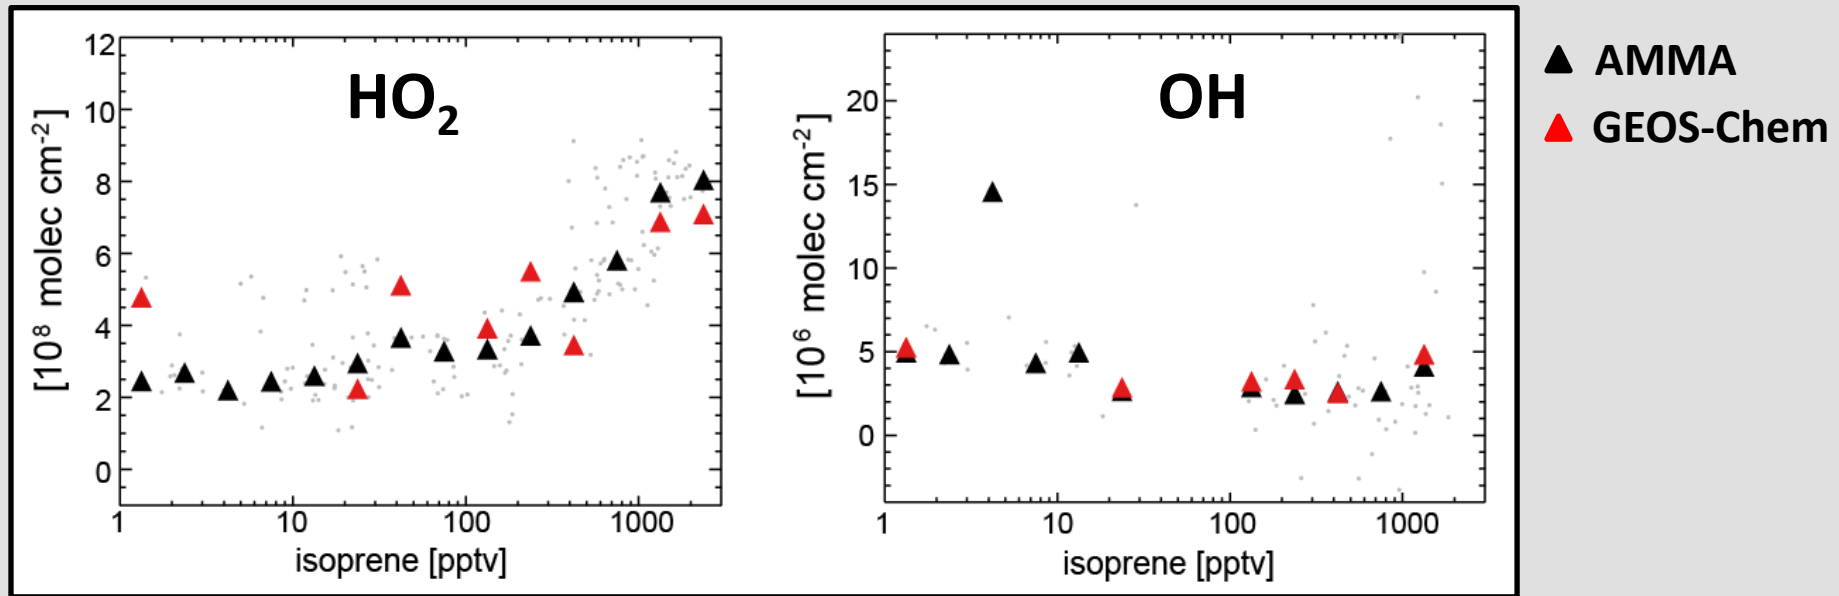 HO2
[10^8 molec cm^-2]
12
10
8
6
4
2
0
1 10 100 1000
isoprene [pptv]
OH
[10^6 molec cm^-2]
20
15
10
5
0
1 10 100 1000
isoprene [pptv]
AMMA
GEOS-Chem